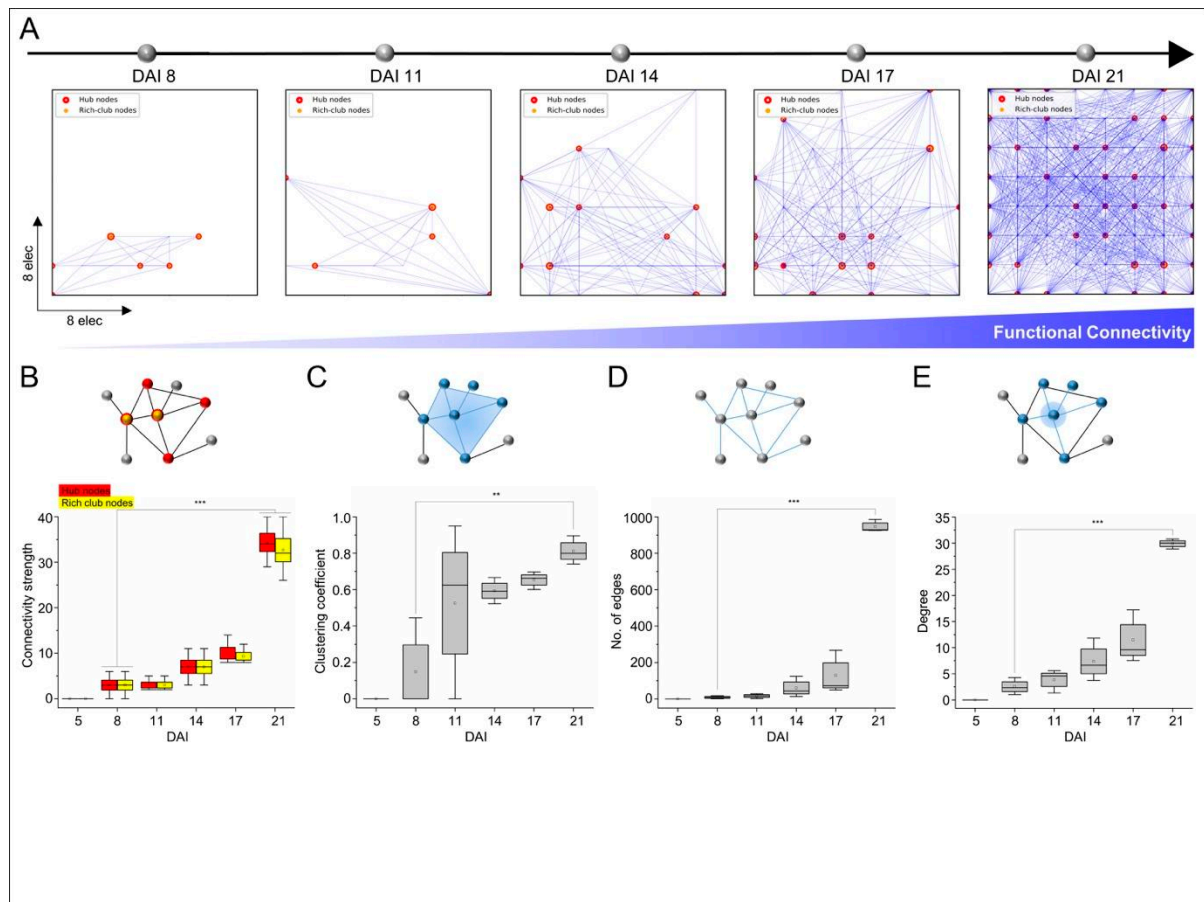 A
DAI 8 DAI 11 DAI 14 DAI 17 DAI 21
Hub nodes Hub nodes Hub nodes Hub nodes Hub nodes
Rich-club nodes Rich-club nodes Rich-club nodes Rich-club nodes Rich-club nodes
8 elec
8 elec
Functional Connectivity
B
Hub nodes
Rich club nodes
***
Connectivity strength
40
30
20
10
0
5 8 11 14 17 21
DAI
C
**
Clustering coefficient
1.0
0.8
0.6
0.4
0.2
0.0
5 8 11 14 17 21
DAI
D
***
No. of edges
1000
800
600
400
200
0
5 8 11 14 17 21
DAI
E
***
Degree
35
30
25
20
15
10
5
0
5 8 11 14 17 21
DAI